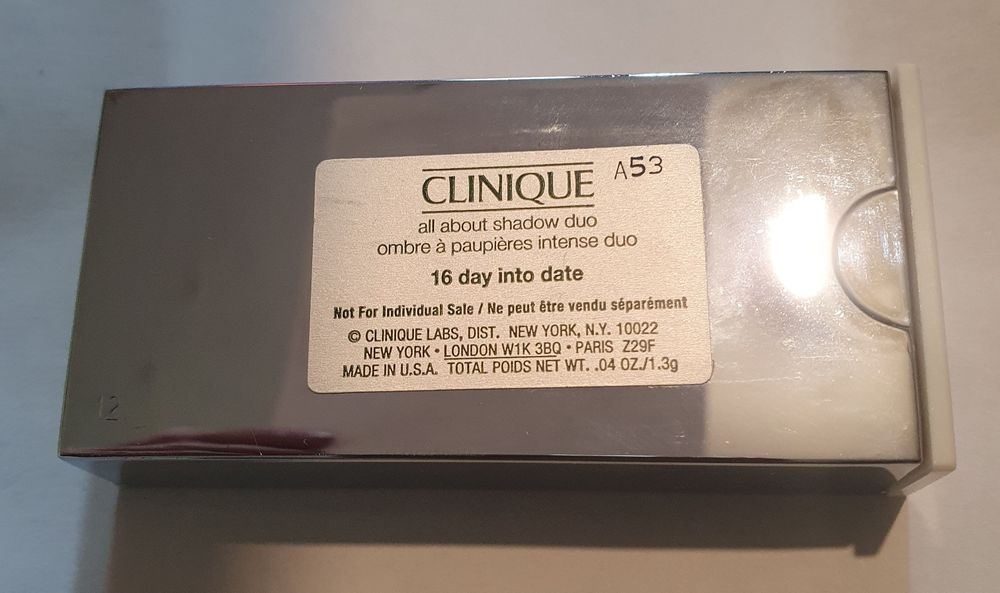 CLINIQUE A53
all about shadow duo
ombre à paupières intense duo
16 day into date
Not For Individual Sale / Ne peut être vendu séparément
© CLINIQUE LABS, DIST. NEW YORK, N.Y. 10022
NEW YORK • LONDON W1K 3BQ • PARIS Z29F
MADE IN U.S.A. TOTAL POIDS NET WT. .04 OZ./1.3g
12